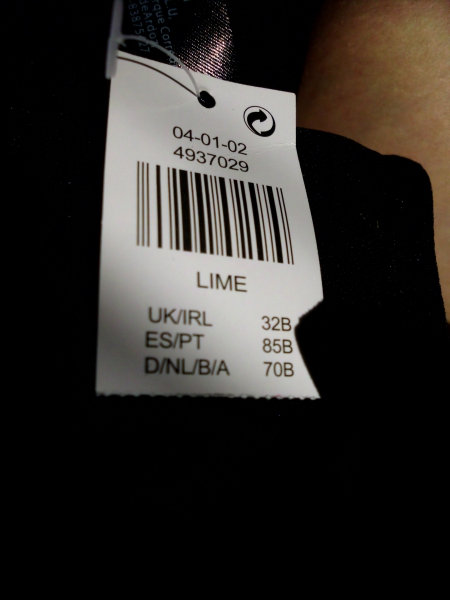 04-01-02
4937029
LIME
UK/IRL 32B
ES/PT 85B
D/NL/B/A 70B